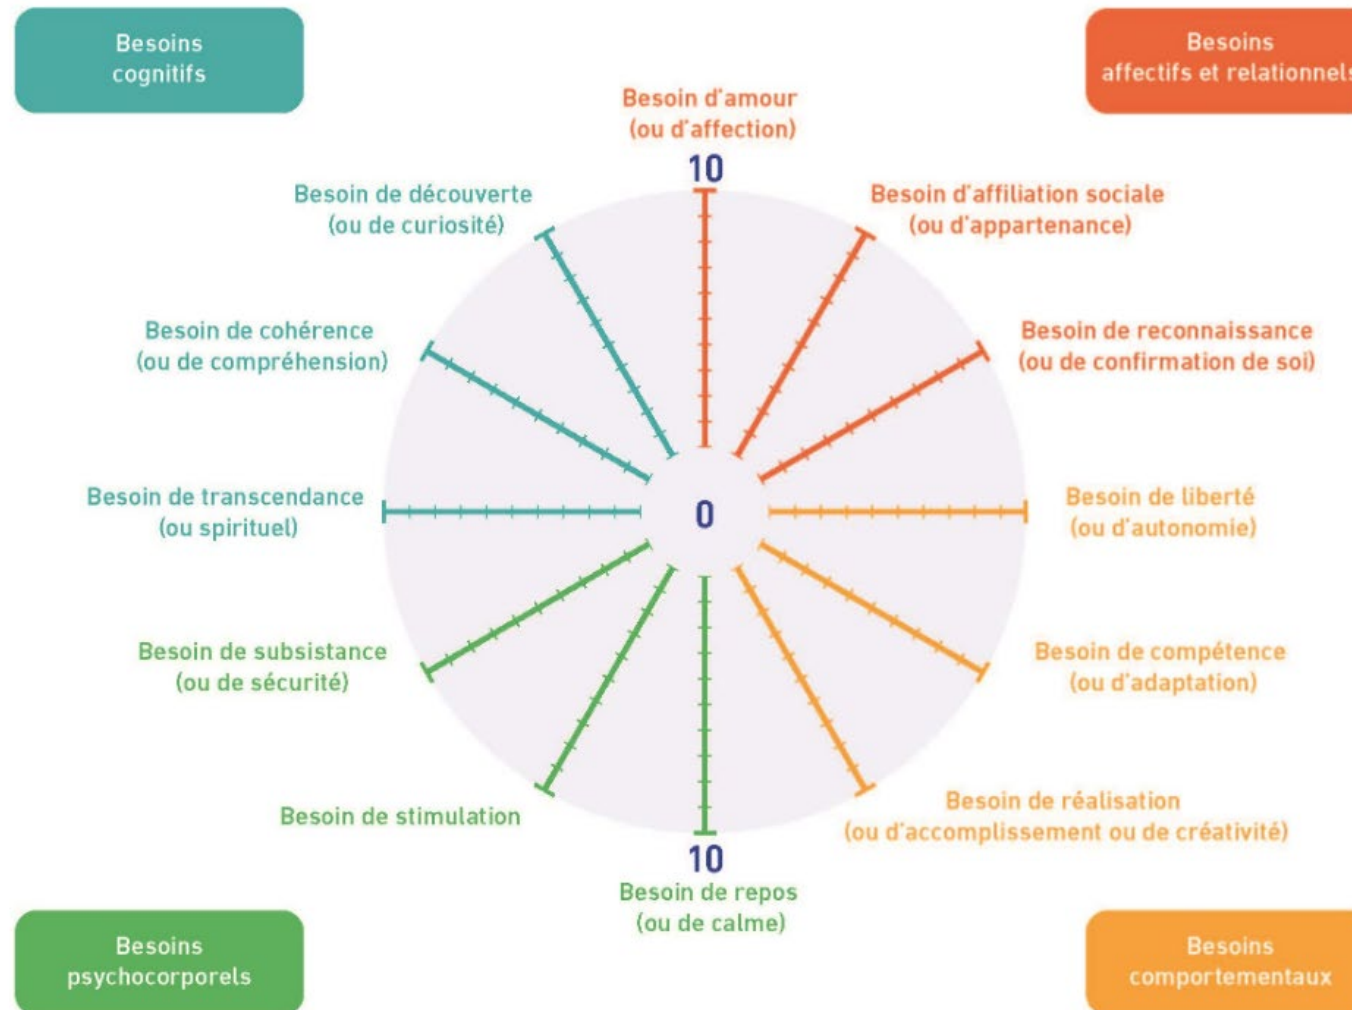 Besoins
cognitifs
Besoins
affectifs et relationnels
Besoin d'amour
(ou d'affection)
10
Besoin de découverte
(ou de curiosité)
Besoin d'affiliation sociale
(ou d'appartenance)
Besoin de cohérence
(ou de compréhension)
Besoin de reconnaissance
(ou de confirmation de soi)
Besoin de transcendance
(ou spirituel)
0
Besoin de liberté
(ou d'autonomie)
Besoin de subsistance
(ou de sécurité)
Besoin de compétence
(ou d'adaptation)
Besoin de stimulation
Besoin de réalisation
(ou d'accomplissement ou de créativité)
10
Besoin de repos
(ou de calme)
Besoins
psychocorporels
Besoins
comportementaux